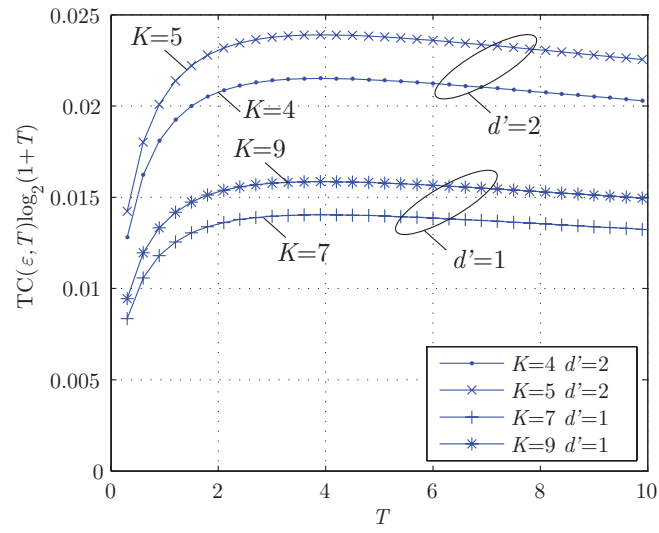 TC(ε, T)log₂(1+T)
0.025
0.02
0.015
0.01
0.005
0
0
2
4
6
8
10
T
K=5
K=4
d'=2
K=9
K=7
d'=1
K=4 d'=2
K=5 d'=2
K=7 d'=1
K=9 d'=1